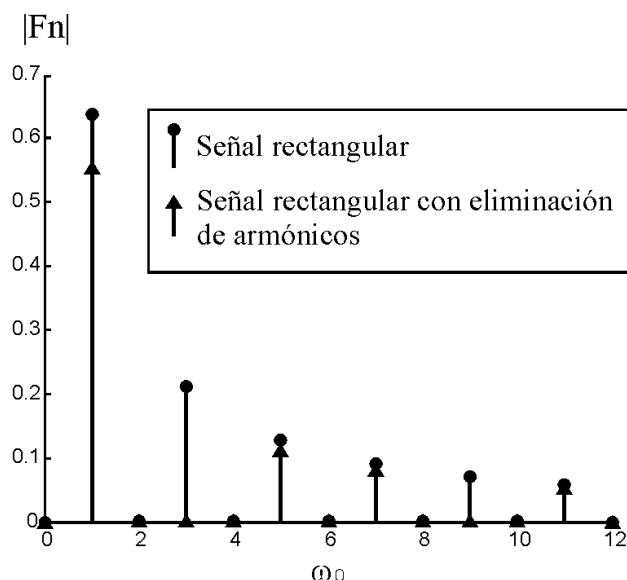 |Fn|
0.7
0.6
0.5
0.4
0.3
0.2
0.1
0
Señal rectangular
Señal rectangular con eliminación
de armónicos
0 2 4 6 8 10 12
ω0